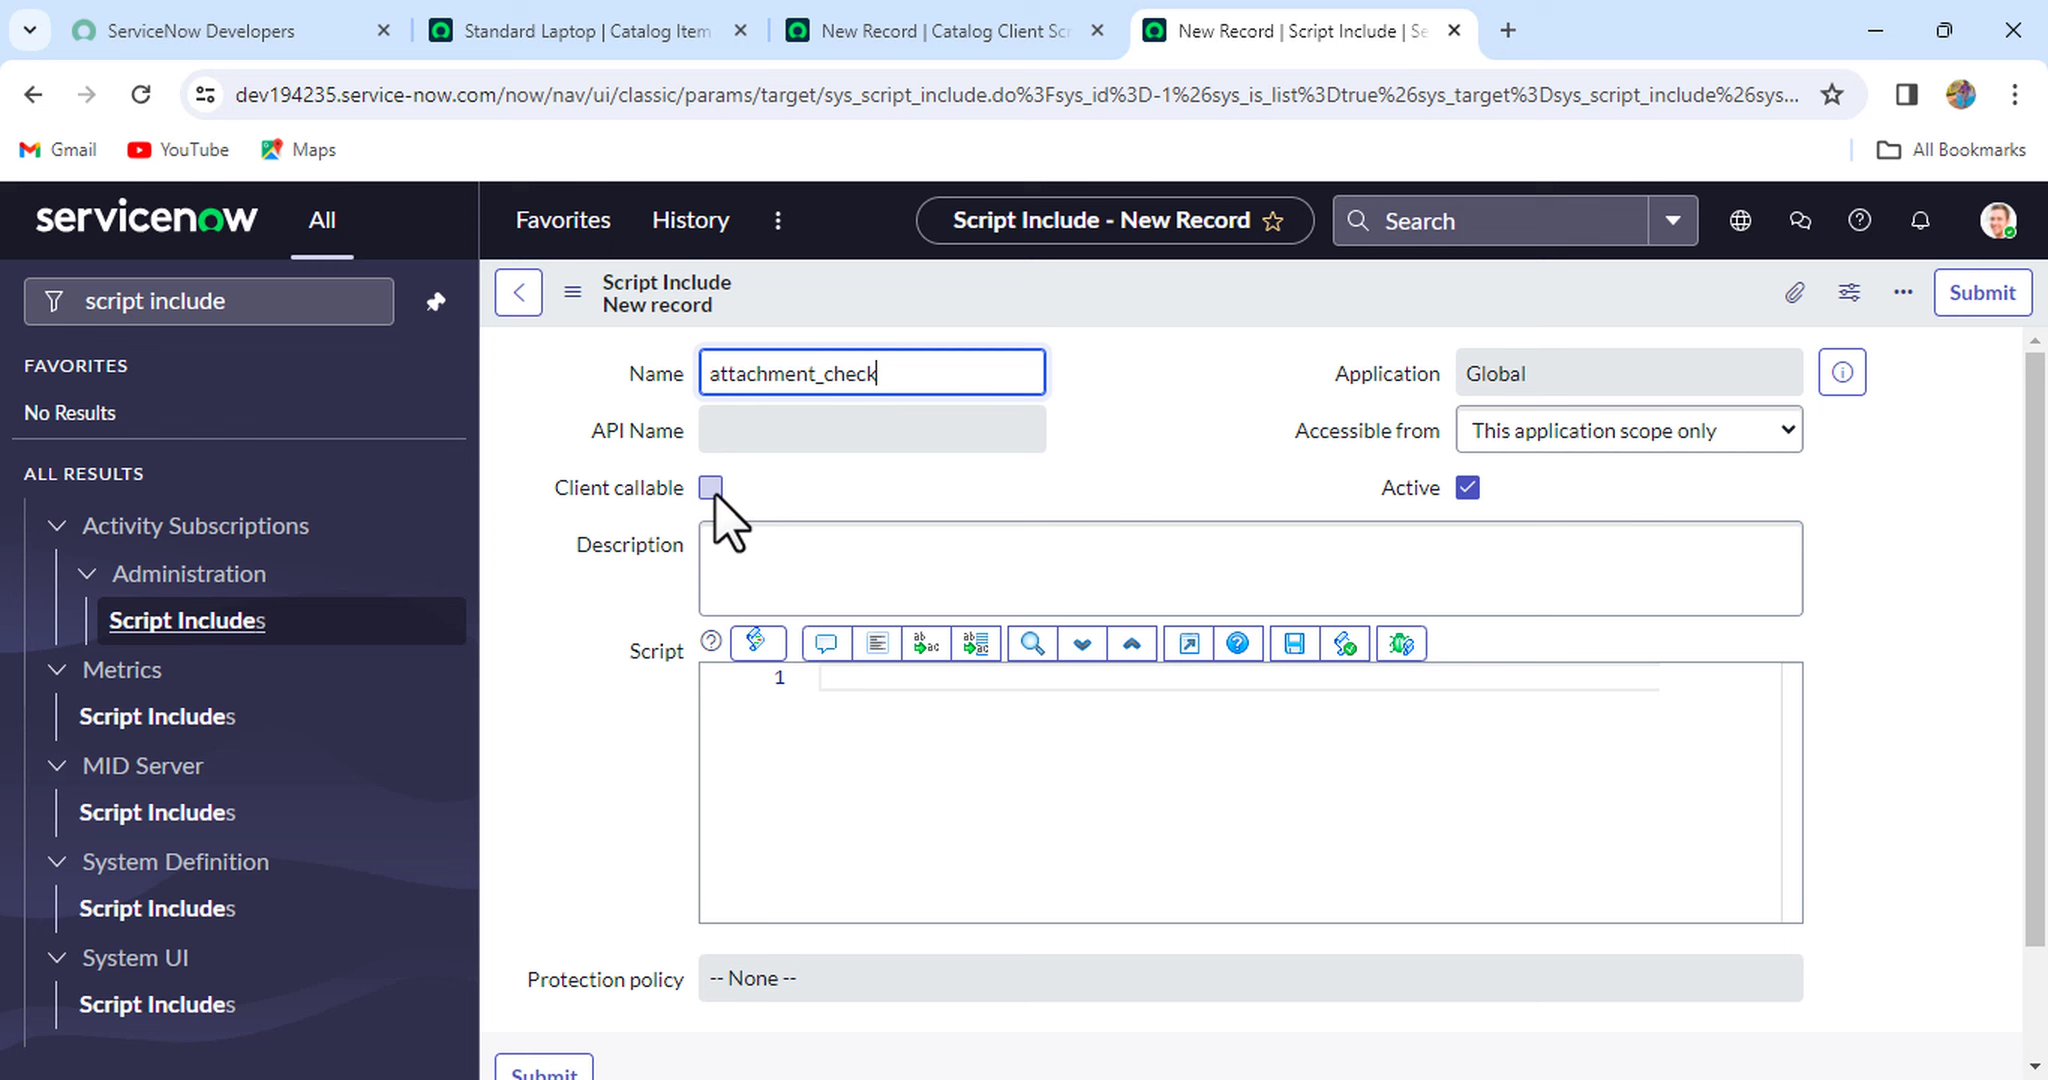 ServiceNow Developers
Standard Laptop | Catalog Item
New Record | Catalog Client Scr
New Record | Script Include | Se
dev194235.service-now.com/now/nav/ui/classic/params/target/sys_script_include.do%3Fsys_id%3D-1%26sys_is_list%3Dtrue%26sys_target%3Dsys_script_include%26sys...
Gmail
YouTube
Maps
All Bookmarks
servicenow
All
Favorites
History
Script Include - New Record
Search
script include
FAVORITES
No Results
ALL RESULTS
Activity Subscriptions
Administration
Script Includes
Metrics
Script Includes
MID Server
Script Includes
System Definition
Script Includes
System UI
Script Includes
Script Include
New record
Submit
Name
attachment_check
Application
Global
API Name
Accessible from
This application scope only
Client callable
Active
Description
Script
1
Protection policy
-- None --
Submit